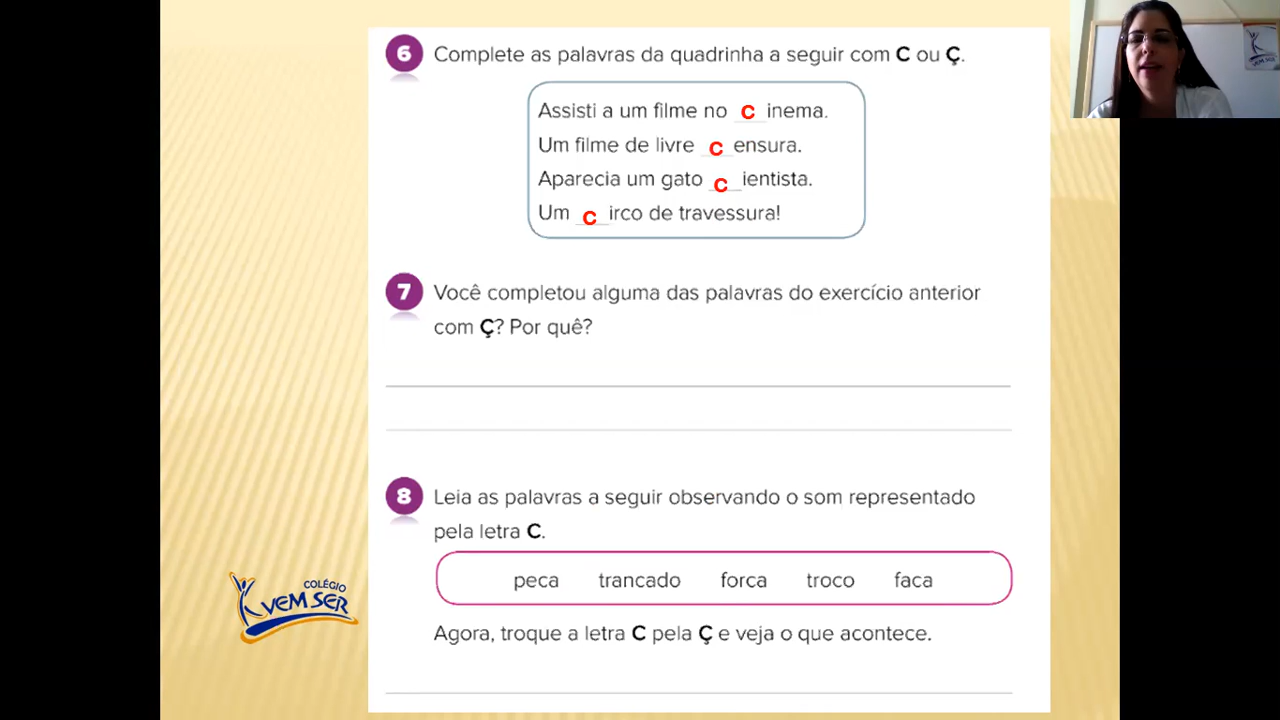 6 Complete as palavras da quadrinha a seguir com C ou Ç.
Assisti a um filme no c inema.
Um filme de livre c ensura.
Aparecia um gato c ientista.
Um c irco de travessura!
7 Você completou alguma das palavras do exercício anterior
com Ç? Por quê?
8 Leia as palavras a seguir observando o som representado
pela letra C.
peca trancado forca troco faca
Agora, troque a letra C pela Ç e veja o que acontece.
COLÉGIO
VEM SER
VEM SER